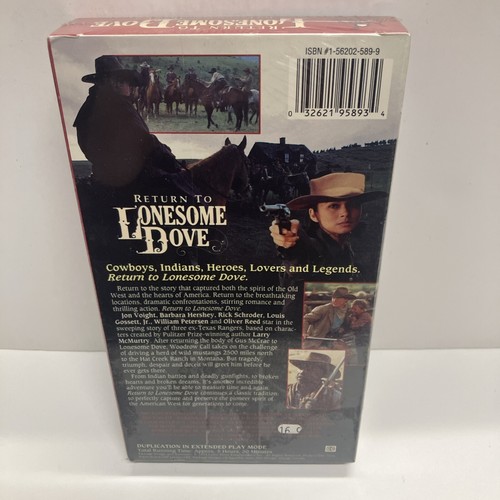 RETURN TO LONESOME DOVE
ISBN #1-56202-589-9
0 32621 95893 4
RETURN TO
LONESOME
DOVE
Cowboys, Indians, Heroes, Lovers and Legends.
Return to Lonesome Dove.
Return to the story that captured both the spirit of the Old
West and the hearts of America. Return to the breathtaking
locations, dramatic confrontations, stirring romance and
thrilling action. Return to Lonesome Dove.
Jon Voight, Barbara Hershey, Rick Schroder, Louis
Gossett, Jr., William Petersen and Oliver Reed star in
the sweeping story of three ex-Texas Rangers, based on charac-
ters created by Pulitzer Prize-winning author Larry
McMurtry. After returning the body of Gus McCrae to
Lonesome Dove, Woodrow Call takes on the challenge
of driving a herd of wild mustangs 2500 miles north
to the Hat Creek Ranch in Montana. But tragedy,
triumph, despair and deceit will greet him before he
ever gets there.
From Indian battles and deadly gunfights, to broken
hearts and broken dreams. It's another incredible
adventure you'll be able to treasure time and again.
Return to Lonesome Dove continues a classic tradition
to perfectly capture and preserve the pioneer spirit of
the American West for generations to come.
DUPLICATION IN EXTENDED PLAY MODE
Total Running Time: Approx. 5 Hours,